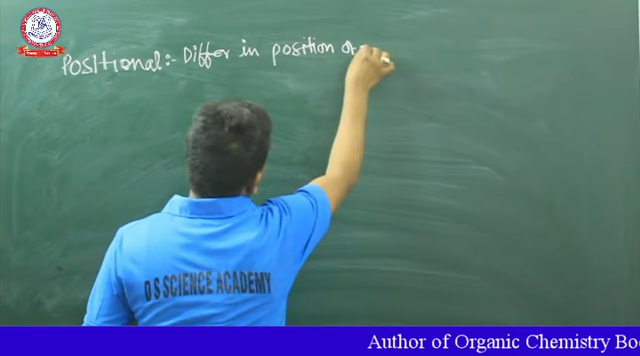 Positional:- Differ in position of
O S SCIENCE ACADEMY
Author of Organic Chemistry Bo